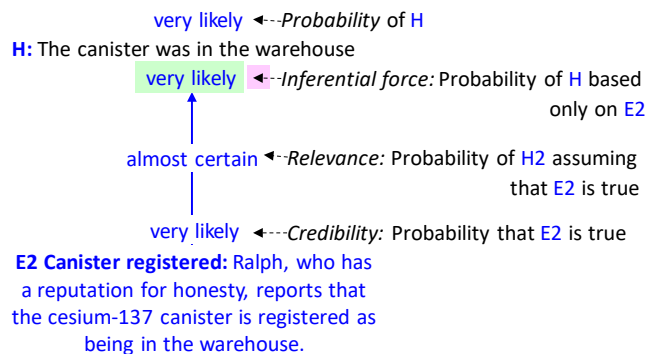 very likely Probability of H
H: The canister was in the warehouse
very likely Inferential force: Probability of H based
only on E2
almost certain Relevance: Probability of H2 assuming
that E2 is true
very likely Credibility: Probability that E2 is true
E2 Canister registered: Ralph, who has
a reputation for honesty, reports that
the cesium-137 canister is registered as
being in the warehouse.